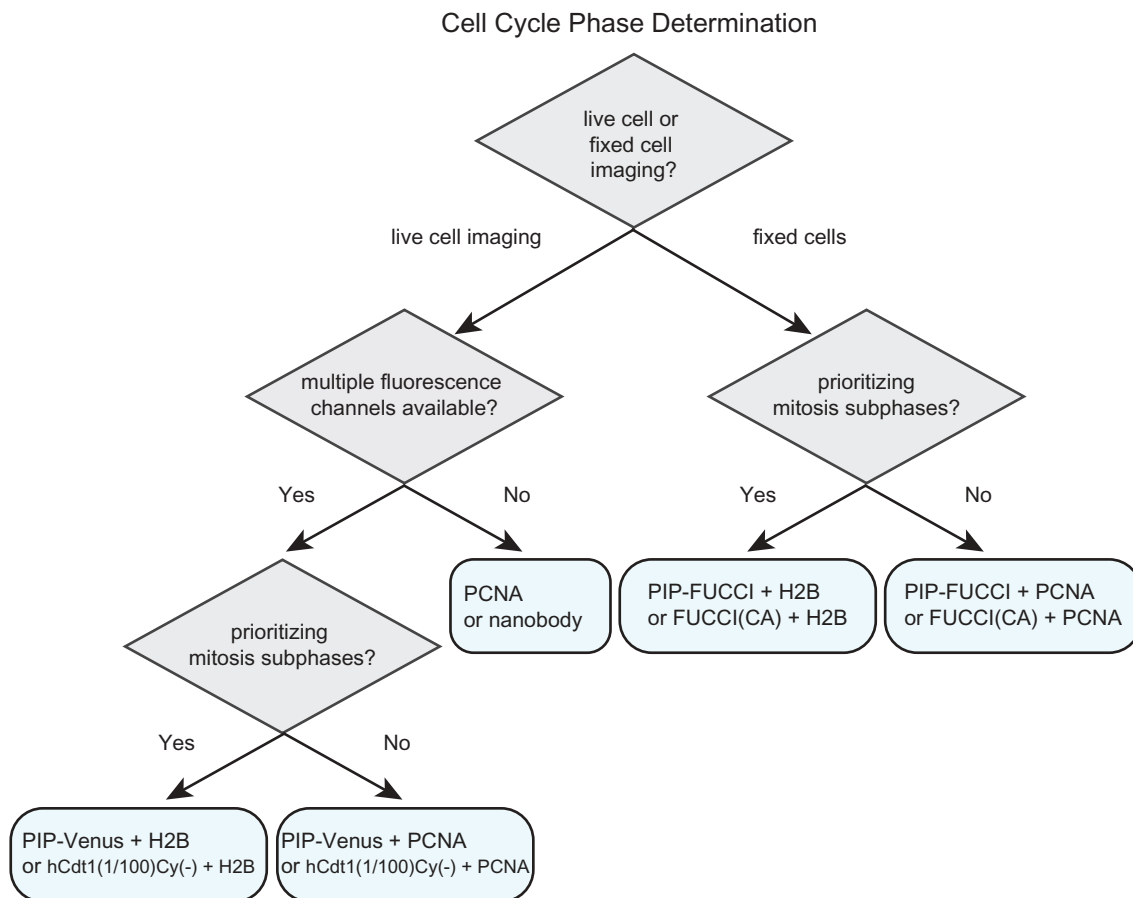 Cell Cycle Phase Determination
live cell or
fixed cell
imaging?
live cell imaging
fixed cells
multiple fluorescence
channels available?
prioritizing
mitosis subphases?
Yes
No
Yes
No
prioritizing
mitosis subphases?
PCNA
or nanobody
PIP-FUCCI + H2B
or FUCCI(CA) + H2B
PIP-FUCCI + PCNA
or FUCCI(CA) + PCNA
Yes
No
PIP-Venus + H2B
or hCdt1(1/100)Cy(-) + H2B
PIP-Venus + PCNA
or hCdt1(1/100)Cy(-) + PCNA